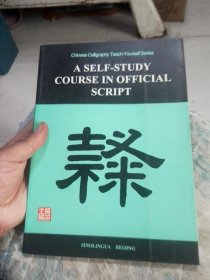 Chinese Calligraphy Teach-Yourself Series
A SELF-STUDY
COURSE IN OFFICIAL
SCRIPT
隸
SINOLINGUA BEIJING